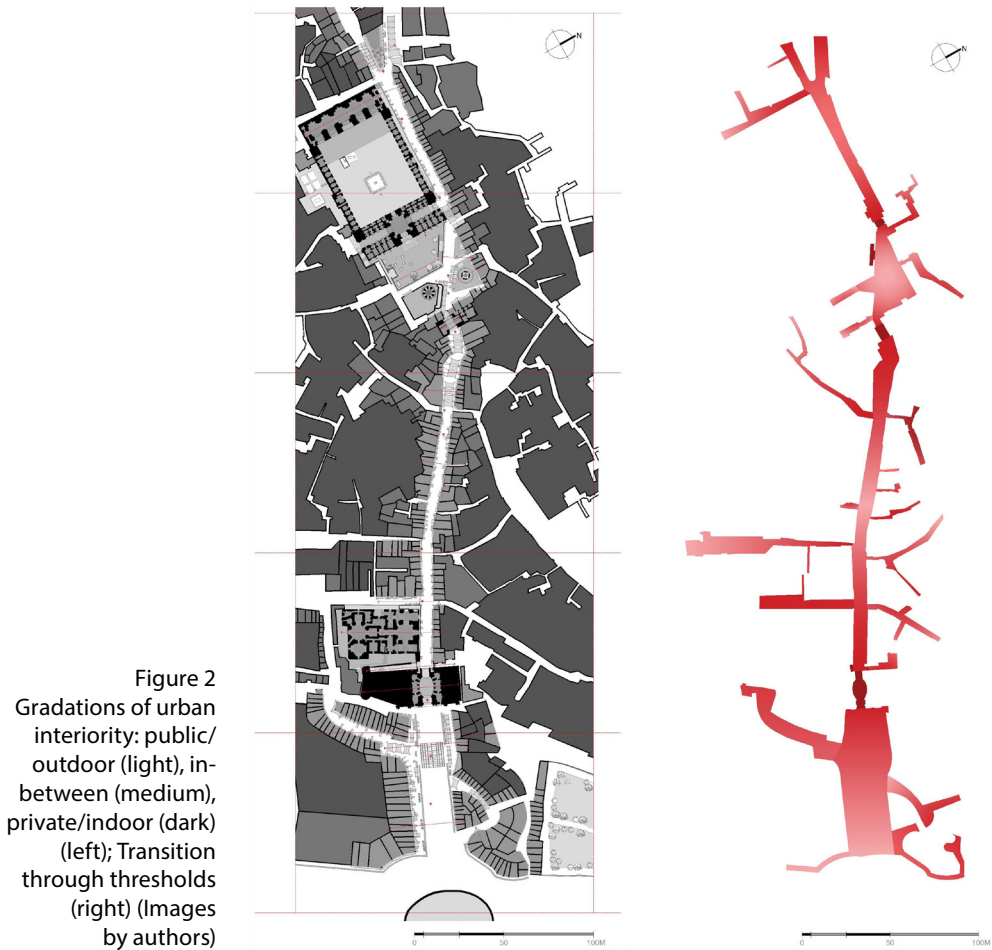 N
N
Figure 2
Gradations of urban
interiority: public/
outdoor (light), in-
between (medium),
private/indoor (dark)
(left); Transition
through thresholds
(right) (Images
by authors)
0 50 100M
0 50 100M